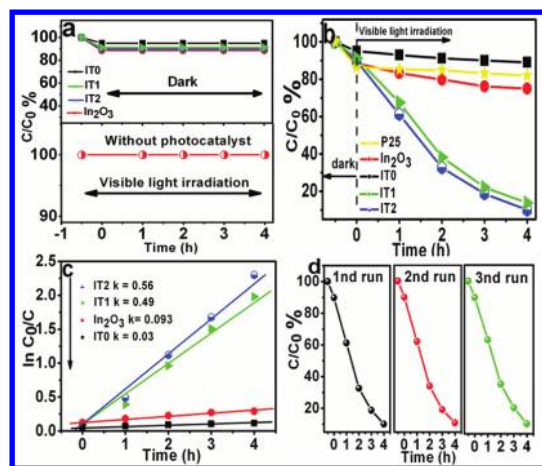 a
C/C₀ %
100
80
60
40
IT0
IT1
IT2
In₂O₃
Dark
Without photocatalyst
100
Visible light irradiation
90
-1 0 1 2 3 4
Time (h)
b
Visible light irradiation
C/C₀ %
100
80
60
40
20
dark
P25
In₂O₃
IT0
IT1
IT2
0 1 2 3 4
Time (h)
c
ln C₀/C
2.5
2.0
1.5
1.0
0.5
0.0
IT2 k = 0.56
IT1 k = 0.49
In₂O₃ k= 0.093
IT0 k = 0.03
0 1 2 3 4
Time (h)
d
1nd run
2nd run
3nd run
C/C₀ %
100
80
60
40
20
0 1 2 3 4
0 1 2 3 4
0 1 2 3 4
Time (h)